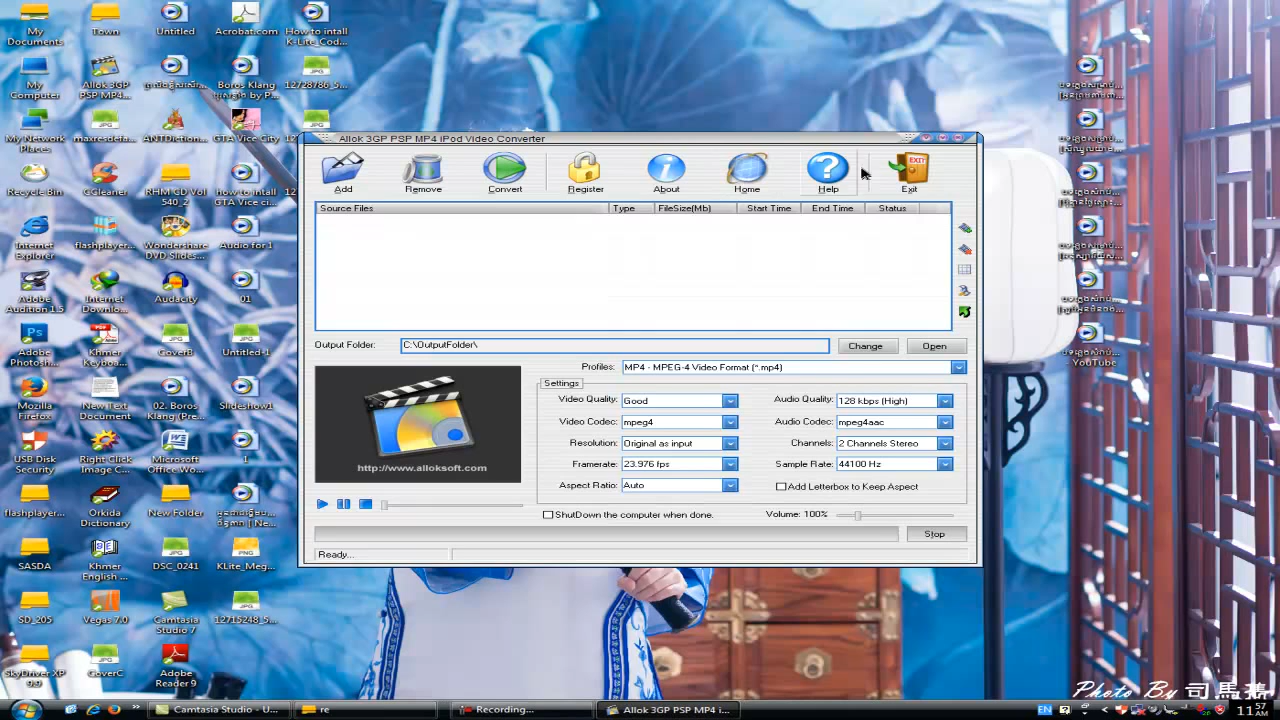 My Documents
Town
Untitled
Acrobat.com
How to intall K-Lite_Cod...
My Computer
Allok 3GP PSP MP4...
Boros Klang
12728786_5...
My Network Places
maxresdefa...
ANTDiction...
GTA Vice City
Recycle Bin
CCleaner
RHM CD Vol 540_2
how to intall GTA Vice ci...
Internet Explorer
flashplayer...
Wondershare DVD Slides...
Audio for 1
Adobe Audition 1.5
Internet Downlo...
Audacity
01
Adobe Photosh...
Khmer Keyboa...
CoverB
Untitled-1
Mozilla Firefox
New Text Document
02. Boros Klang (Pre...
Slideshow1
USB Disk Security
Right Click Image C...
Microsoft Office Wo...
1
flashplayer...
Orkida Dictionary
New Folder
SASDA
Khmer English ...
DSC_0241
KLite_Meg...
SD_205
Vegas 7.0
Camtasia Studio 7
12715248_5...
SkyDriver XP 9.9
CoverC
Adobe Reader 9
- YouTube
Allok 3GP PSP MP4 iPod Video Converter
Add
Remove
Convert
Register
About
Home
Help
EXIT
Exit
Source Files
Type
FileSize(Mb)
Start Time
End Time
Status
Output Folder:
C:\OutputFolder\
Change
Open
Profiles:
MP4 - MPEG-4 Video Format (*.mp4)
Settings
Video Quality:
Good
Audio Quality:
128 kbps (High)
Video Codec:
mpeg4
Audio Codec:
mpeg4aac
Resolution:
Original as input
Channels:
2 Channels Stereo
Framerate:
23.976 fps
Sample Rate:
44100 Hz
Aspect Ratio:
Auto
Add Letterbox to Keep Aspect
http://www.alloksoft.com
ShutDown the computer when done.
Volume: 100%
Stop
Ready...
Photo By 司馬
Camtasia Studio - U...
re
Recording...
Allok 3GP PSP MP4 i...
EN
11:57 AM